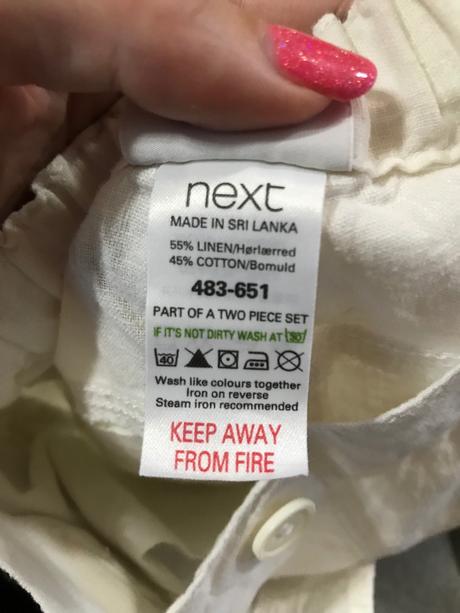 next
MADE IN SRI LANKA
55% LINEN/Hørlærred
45% COTTON/Bomuld
483-651
PART OF A TWO PIECE SET
IF IT'S NOT DIRTY WASH AT 30
40
Wash like colours together
Iron on reverse
Steam iron recommended
KEEP AWAY
FROM FIRE